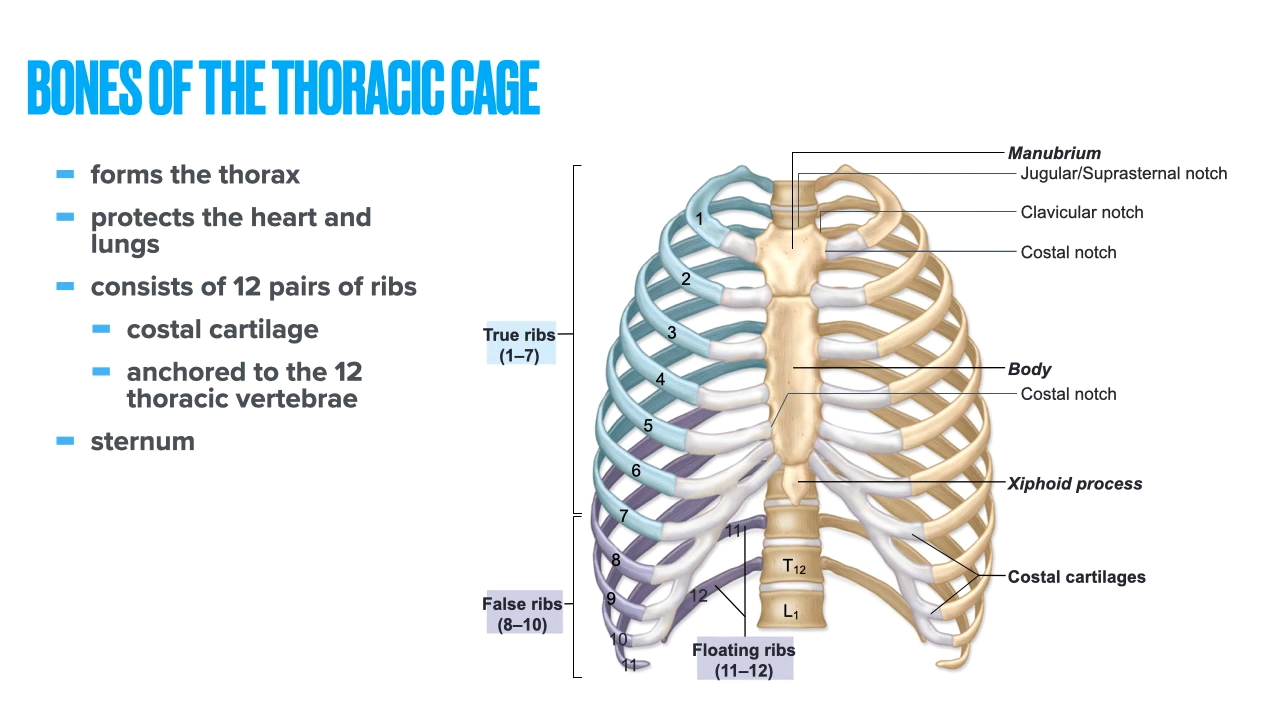 BONES OF THE THORACIC CAGE
forms the thorax
protects the heart and
lungs
consists of 12 pairs of ribs
costal cartilage
anchored to the 12
thoracic vertebrae
sternum
True ribs
(1–7)
False ribs
(8–10)
1
2
3
4
5
6
7
8
9
10
11
11
12
T12
L1
Floating ribs
(11–12)
Manubrium
Jugular/Suprasternal notch
Clavicular notch
Costal notch
Body
Costal notch
Xiphoid process
Costal cartilages